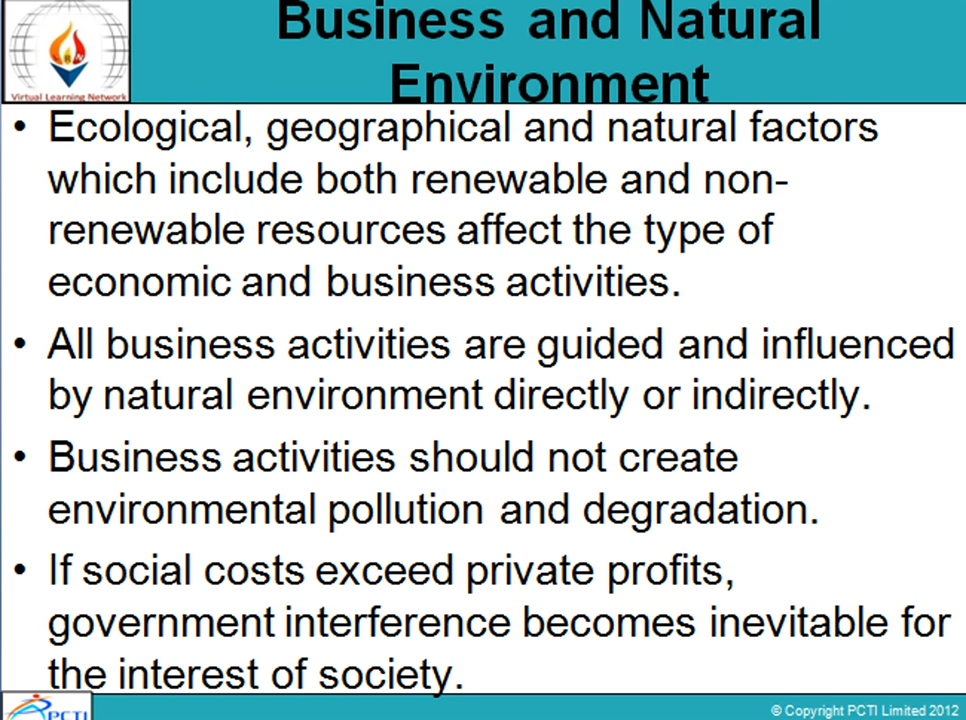 Business and Natural
Environment
Virtual Learning Network
• Ecological, geographical and natural factors
which include both renewable and non-
renewable resources affect the type of
economic and business activities.
• All business activities are guided and influenced
by natural environment directly or indirectly.
• Business activities should not create
environmental pollution and degradation.
• If social costs exceed private profits,
government interference becomes inevitable for
the interest of society.
PCTI
© Copyright PCTI Limited 2012